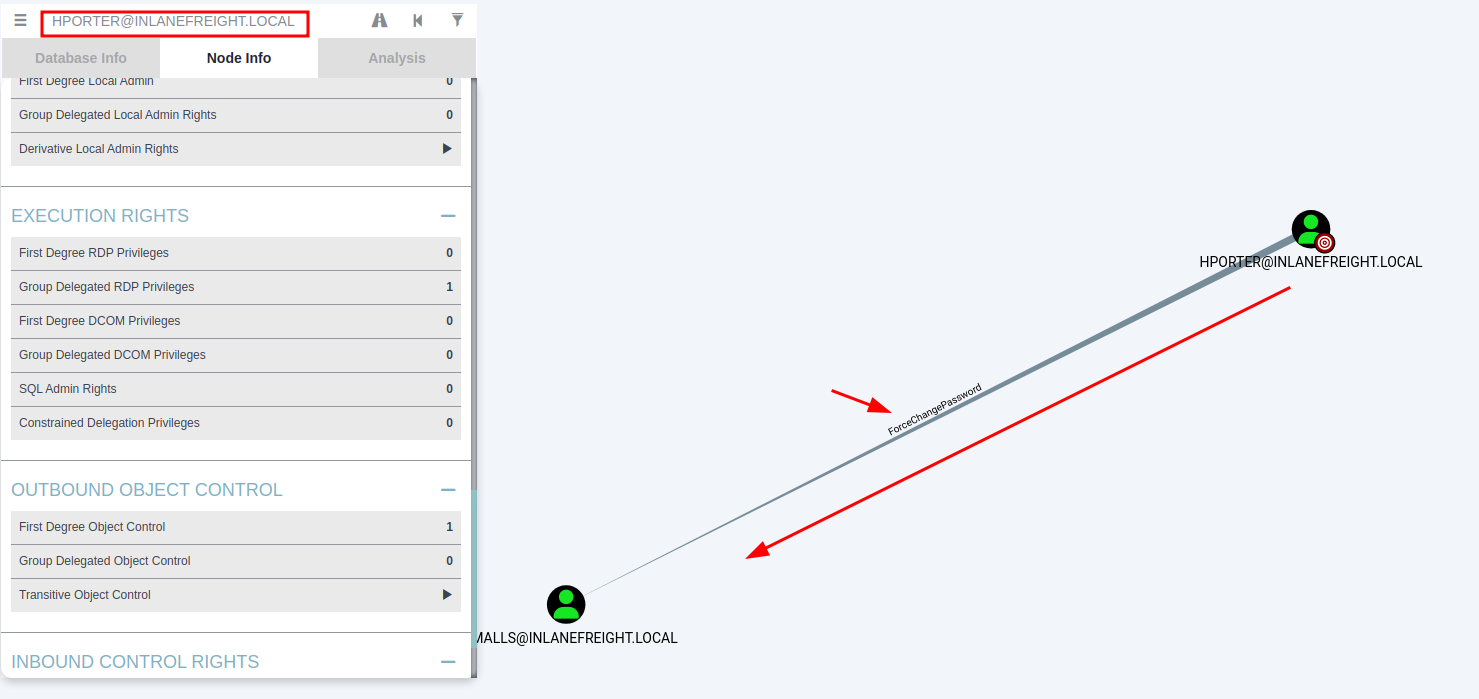 HPORTER@INLANEFREIGHT.LOCAL
Database Info
Node Info
Analysis
First Degree Local Admin 0
Group Delegated Local Admin Rights 0
Derivative Local Admin Rights
EXECUTION RIGHTS
First Degree RDP Privileges 0
Group Delegated RDP Privileges 1
First Degree DCOM Privileges 0
Group Delegated DCOM Privileges 0
SQL Admin Rights 0
Constrained Delegation Privileges 0
OUTBOUND OBJECT CONTROL
First Degree Object Control 1
Group Delegated Object Control 0
Transitive Object Control
INBOUND CONTROL RIGHTS
HPORTER@INLANEFREIGHT.LOCAL
ForceChangePassword
MALLS@INLANEFREIGHT.LOCAL